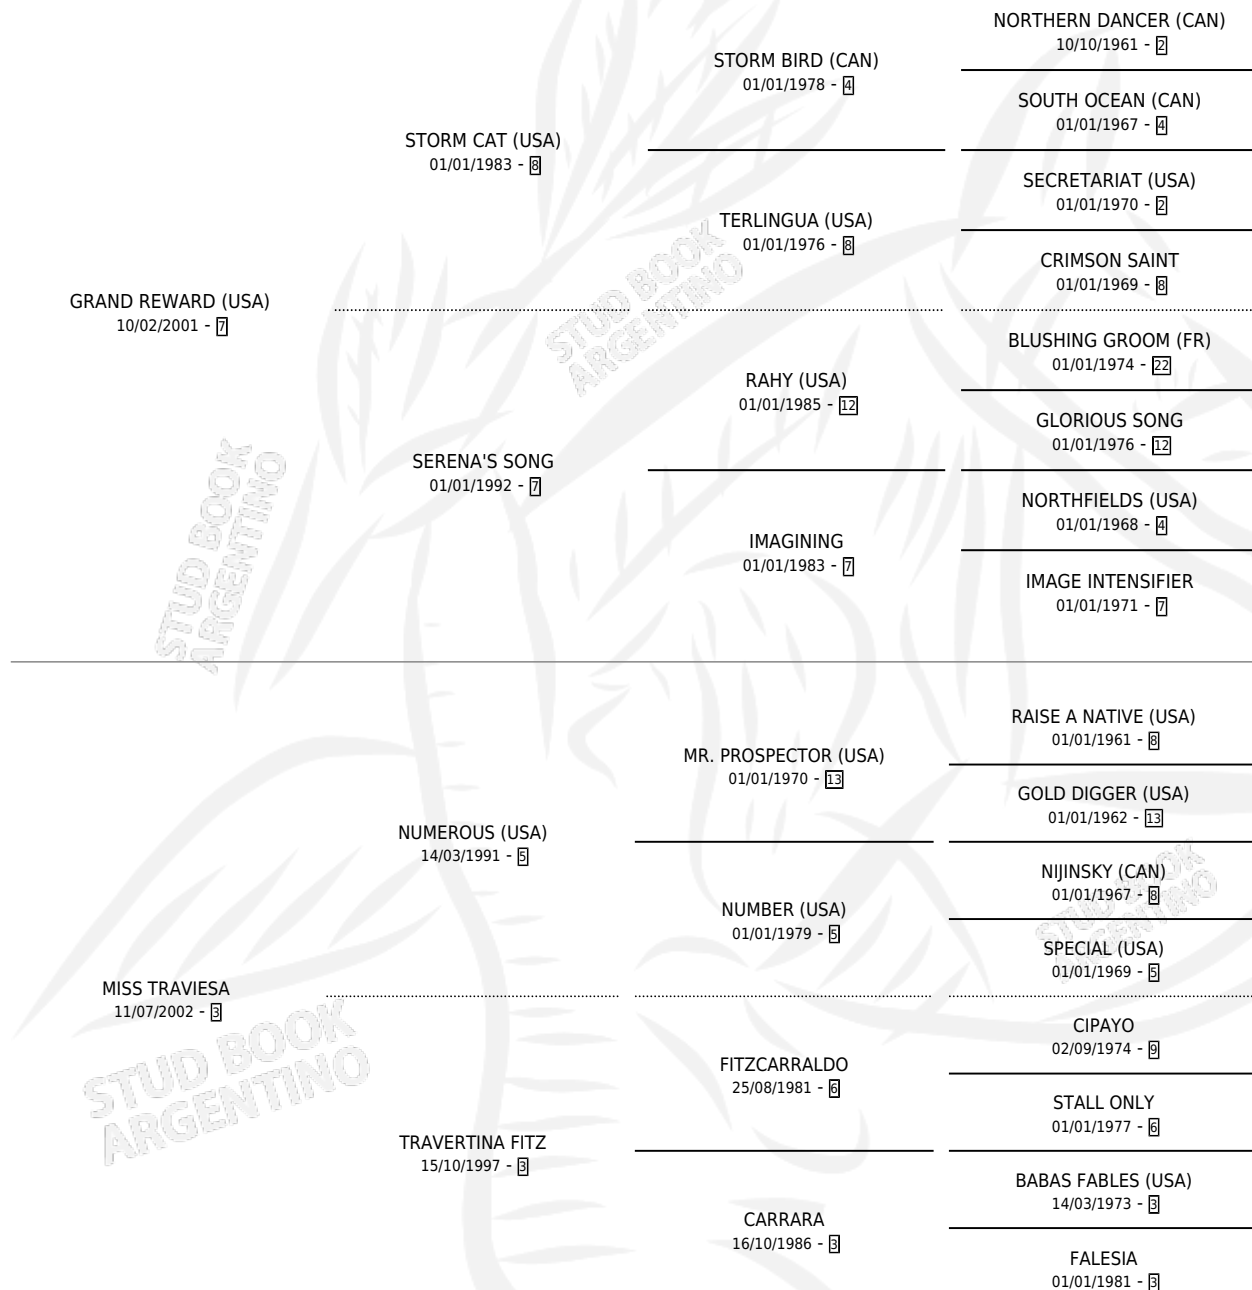 NORTHERN DANCER (CAN)
10/10/1961 - 2
STORM BIRD (CAN)
01/01/1978 - 4
SOUTH OCEAN (CAN)
01/01/1967 - 4
STORM CAT (USA)
01/01/1983 - 8
SECRETARIAT (USA)
01/01/1970 - 2
TERLINGUA (USA)
01/01/1976 - 8
CRIMSON SAINT
01/01/1969 - 8
GRAND REWARD (USA)
10/02/2001 - 7
STUD BOOK
ARGENTINO
BLUSHING GROOM (FR)
01/01/1974 - 22
RAHY (USA)
01/01/1985 - 12
GLORIOUS SONG
01/01/1976 - 12
SERENA'S SONG
01/01/1992 - 7
NORTHFIELDS (USA)
01/01/1968 - 4
IMAGINING
01/01/1983 - 7
IMAGE INTENSIFIER
01/01/1971 - 7
STUD BOOK
ARGENTINO
RAISE A NATIVE (USA)
01/01/1961 - 8
MR. PROSPECTOR (USA)
01/01/1970 - 13
GOLD DIGGER (USA)
01/01/1962 - 13
NUMEROUS (USA)
14/03/1991 - 5
NIJINSKY (CAN)
01/01/1967 - 8
NUMBER (USA)
01/01/1979 - 5
SPECIAL (USA)
01/01/1969 - 5
STUD BOOK
ARGENTINO
MISS TRAVIESA
11/07/2002 - 3
STUD BOOK
ARGENTINO
CIPAYO
02/09/1974 - 9
FITZCARRALDO
25/08/1981 - 6
STALL ONLY
01/01/1977 - 6
TRAVERTINA FITZ
15/10/1997 - 3
BABAS FABLES (USA)
14/03/1973 - 3
CARRARA
16/10/1986 - 3
FALESIA
01/01/1981 - 3